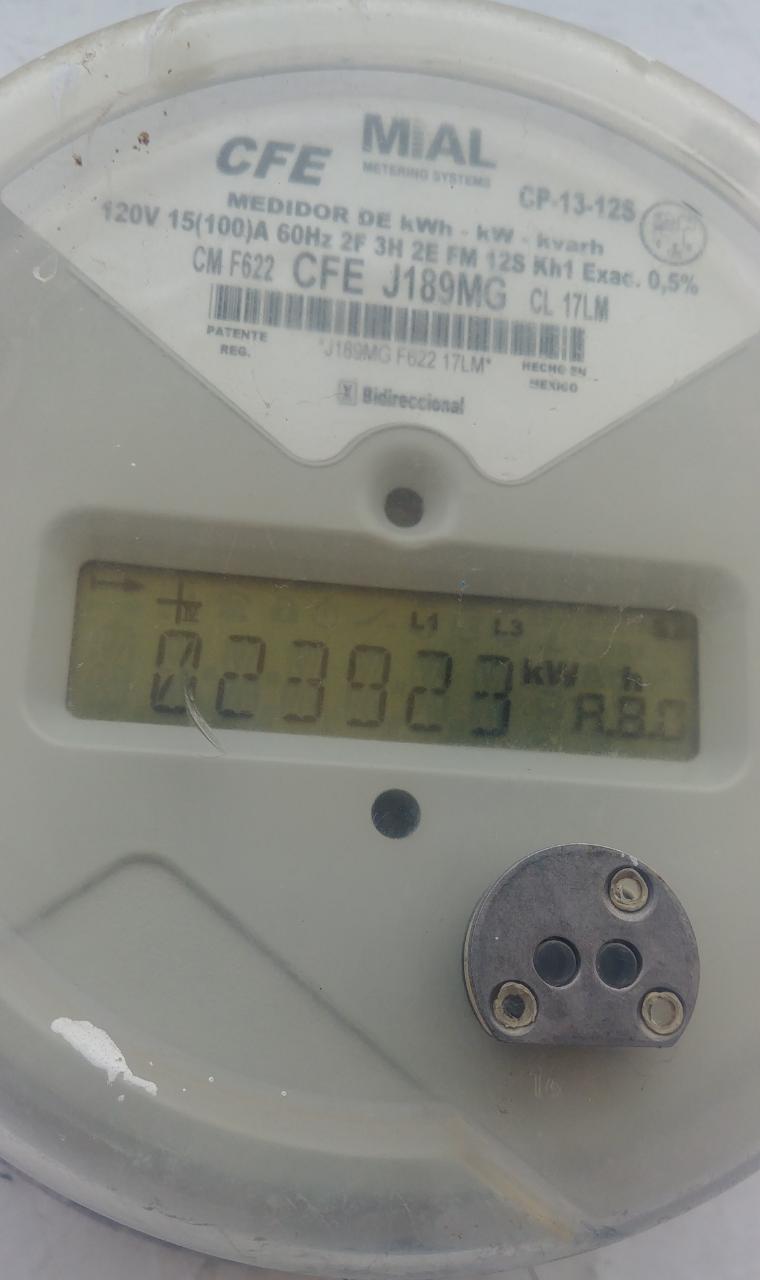 CFE
MIAL
METERING SYSTEMS
CP-13-12S
MEDIDOR DE kWh - kW - kvarh
120V 15(100)A 60Hz 2F 3H 2E FM 12S Kh1 Exac. 0,5%
CM F622 CFE J189MG CL 17LM
PATENTE REG.
*J189MG F622 17LM*
HECHO EN MEXICO
Bidireccional
L1 L3
023923 kWh